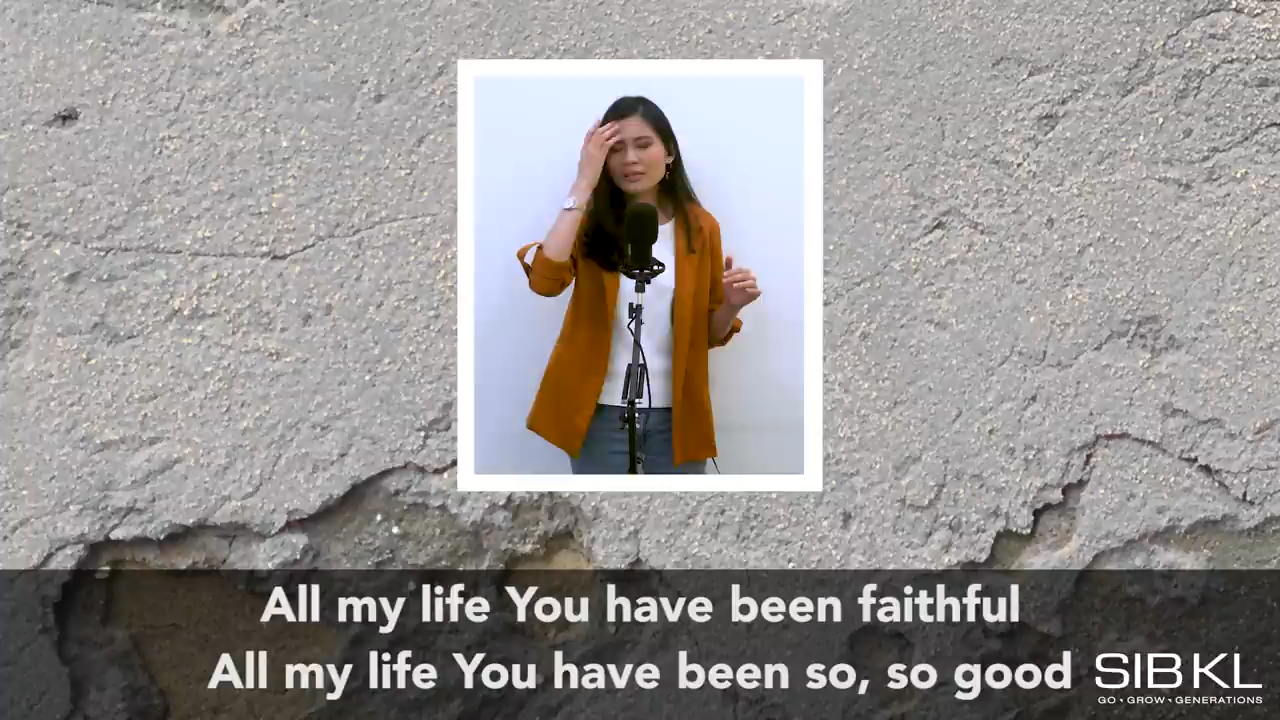 All my life You have been faithful
All my life You have been so, so good
SIBKL
GO • GROW • GENERATIONS